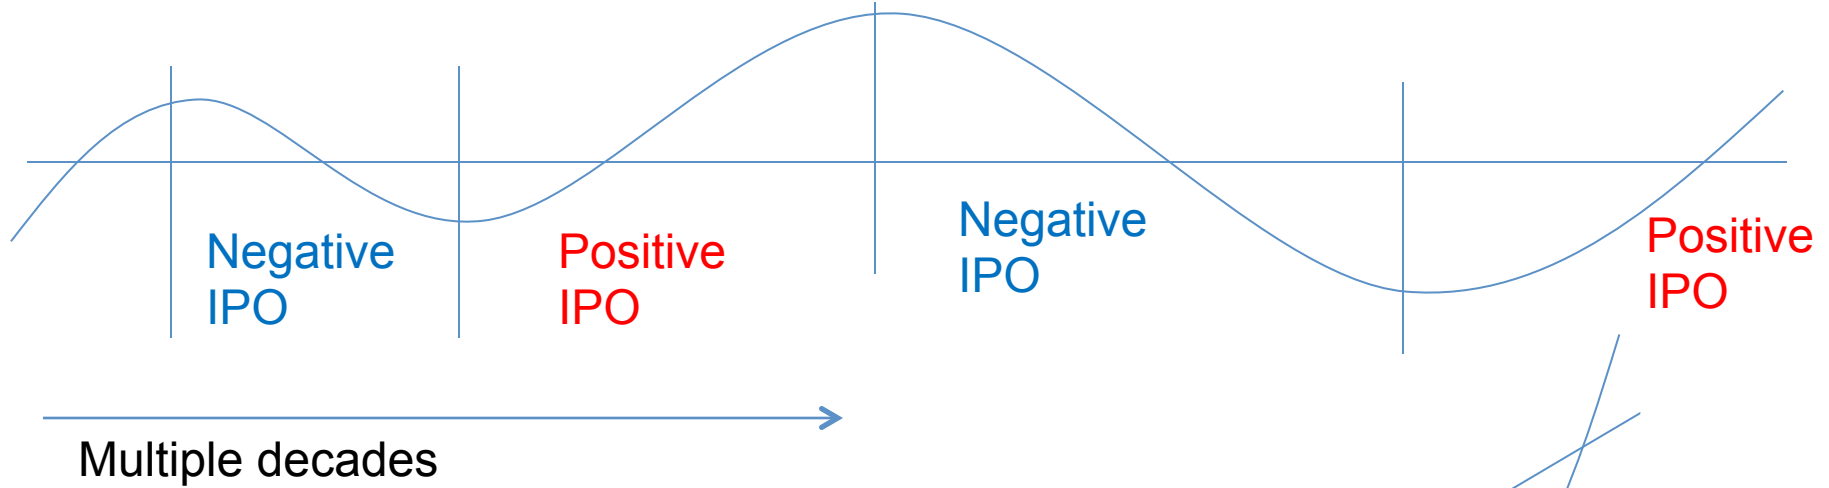 Negative
IPO
Positive
IPO
Negative
IPO
Positive
IPO
Multiple decades